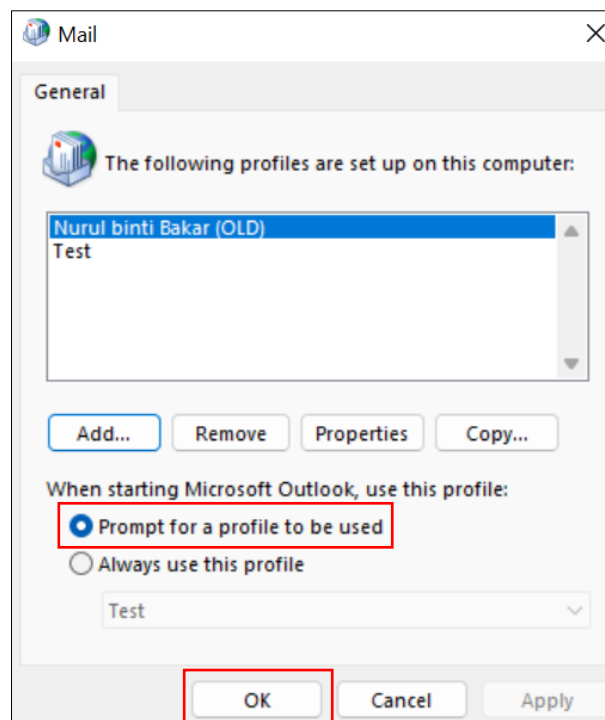 Mail
General
The following profiles are set up on this computer:
Nurul binti Bakar (OLD)
Test
Add... Remove Properties Copy...
When starting Microsoft Outlook, use this profile:
Prompt for a profile to be used
Always use this profile
Test
OK Cancel Apply